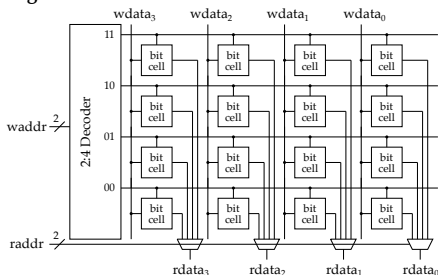 wdata3 wdata2 wdata1 wdata0
11
bit cell bit cell bit cell bit cell
10
bit cell bit cell bit cell bit cell
waddr 2 2:4 Decoder
01
bit cell bit cell bit cell bit cell
00
bit cell bit cell bit cell bit cell
raddr 2
rdata3 rdata2 rdata1 rdata0